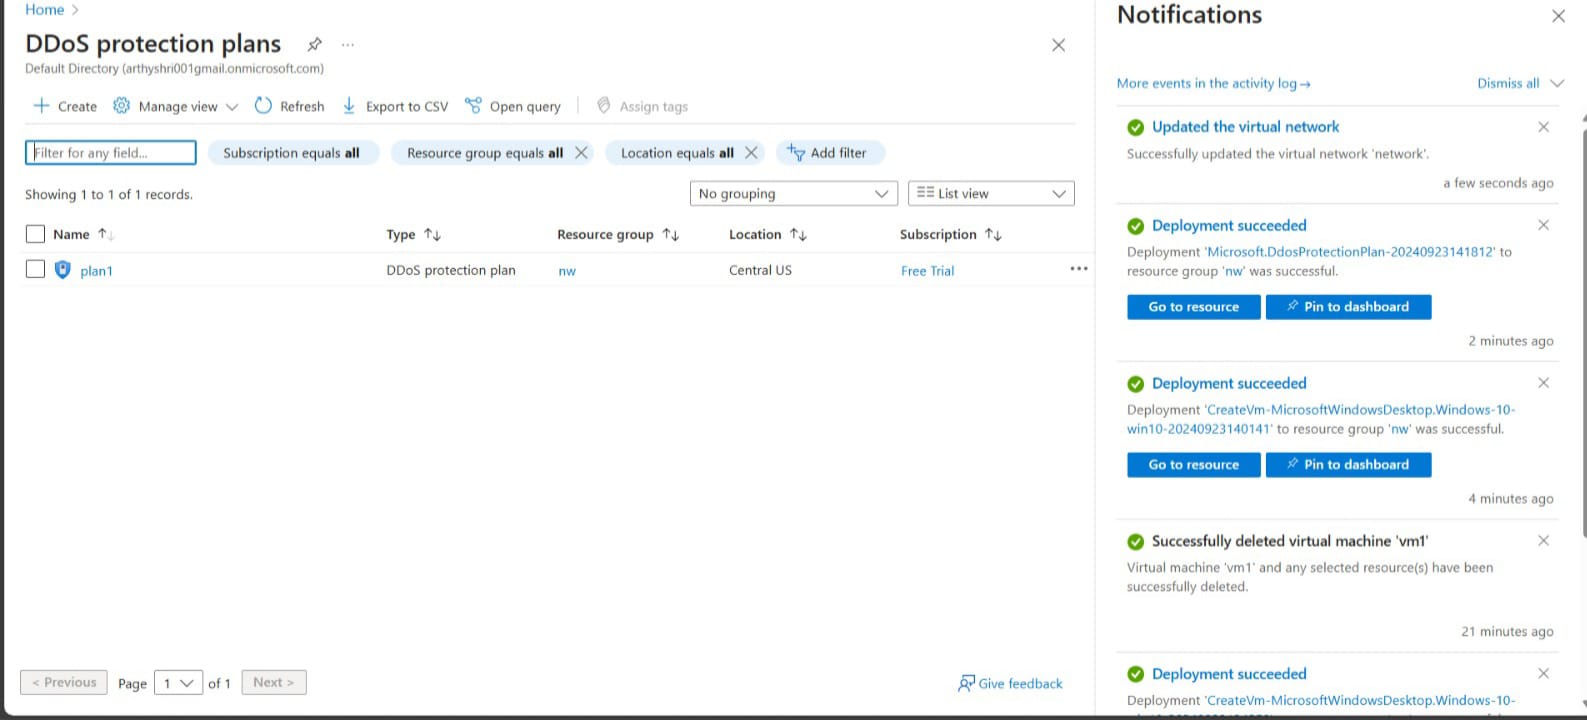 Home >
DDoS protection plans ...
Default Directory (arthyshri001gmail.onmicrosoft.com)
+ Create Manage view Refresh Export to CSV Open query Assign tags
Filter for any field... Subscription equals all Resource group equals all Location equals all Add filter
Showing 1 to 1 of 1 records. No grouping List view
Name Type Resource group Location Subscription
plan1 DDoS protection plan nw Central US Free Trial ...
< Previous Page 1 of 1 Next > Give feedback
Notifications
More events in the activity log → Dismiss all
Updated the virtual network
Successfully updated the virtual network 'network'.
a few seconds ago
Deployment succeeded
Deployment 'Microsoft.DdosProtectionPlan-20240923141812' to
resource group 'nw' was successful.
Go to resource Pin to dashboard
2 minutes ago
Deployment succeeded
Deployment 'CreateVm-MicrosoftWindowsDesktop.Windows-10-
win10-20240923140141' to resource group 'nw' was successful.
Go to resource Pin to dashboard
4 minutes ago
Successfully deleted virtual machine 'vm1'
Virtual machine 'vm1' and any selected resource(s) have been
successfully deleted.
21 minutes ago
Deployment succeeded
Deployment 'CreateVm-MicrosoftWindowsDesktop.Windows-10-